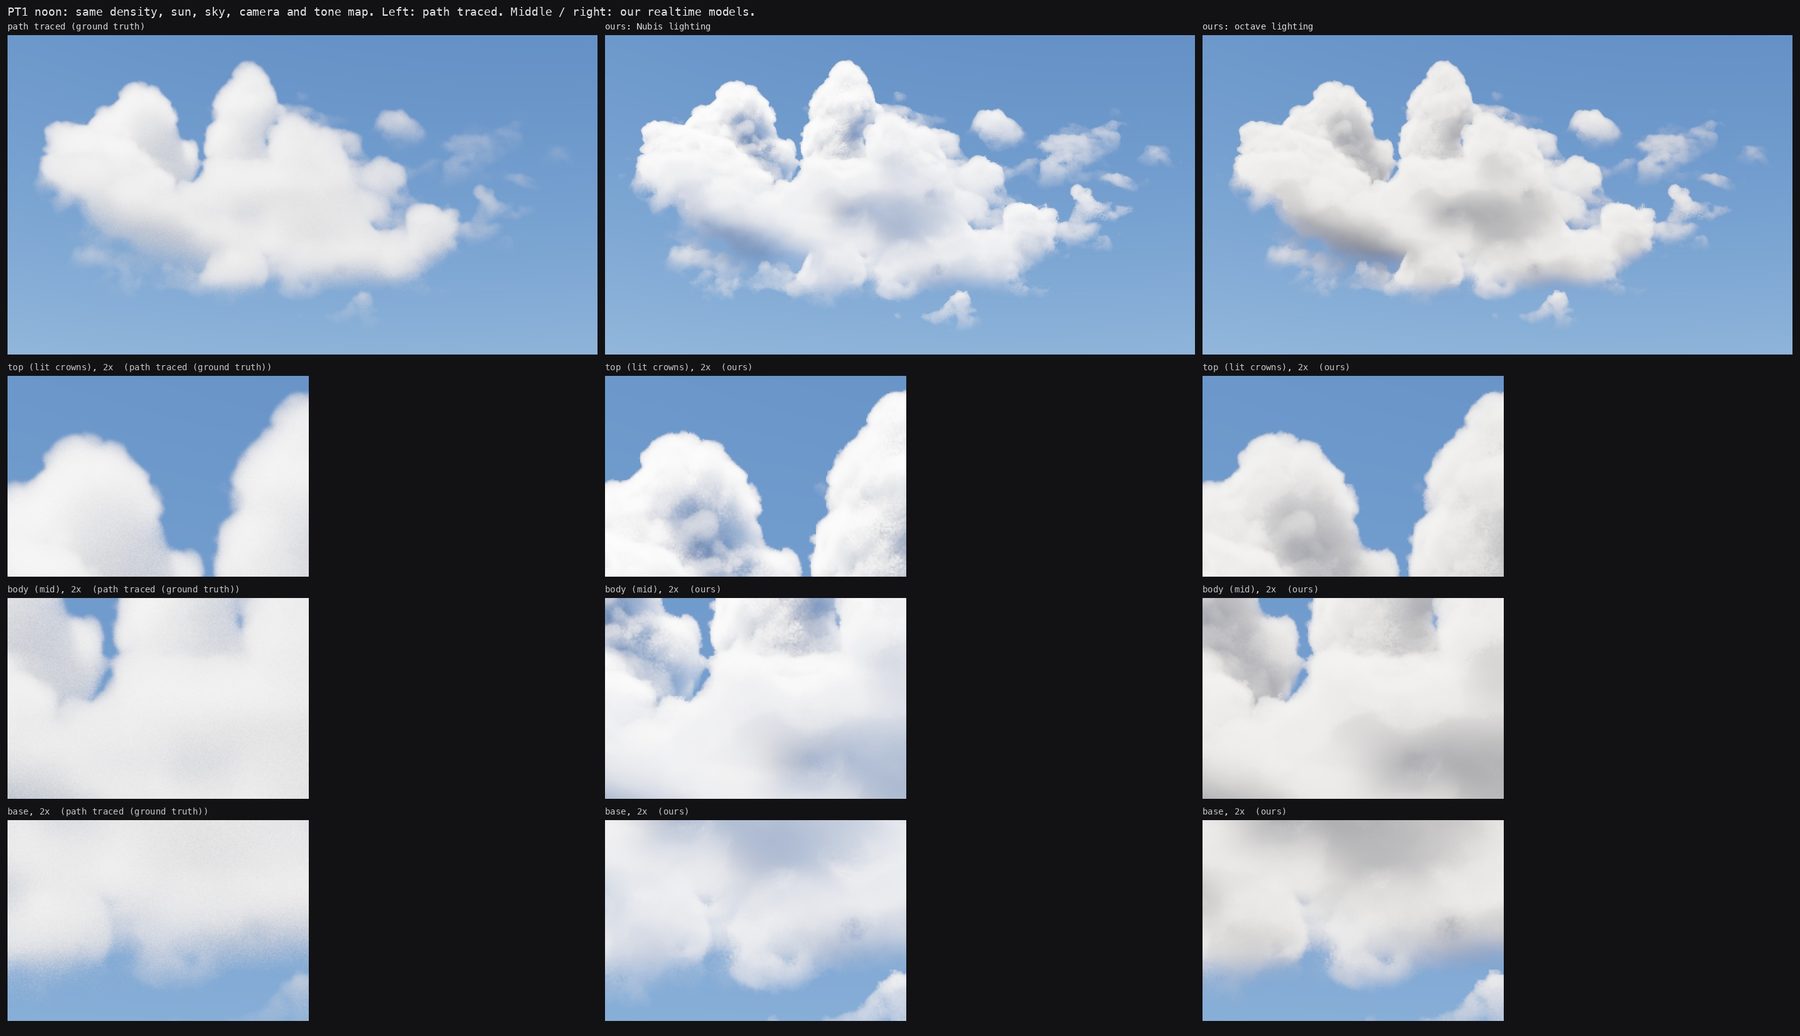 PT1 noon: same density, sun, sky, camera and tone map. Left: path traced. Middle / right: our realtime models.
path traced (ground truth)
ours: Nubis lighting
ours: octave lighting
top (lit crowns), 2x  (path traced (ground truth))
top (lit crowns), 2x  (ours)
top (lit crowns), 2x  (ours)
body (mid), 2x  (path traced (ground truth))
body (mid), 2x  (ours)
body (mid), 2x  (ours)
base, 2x  (path traced (ground truth))
base, 2x  (ours)
base, 2x  (ours)